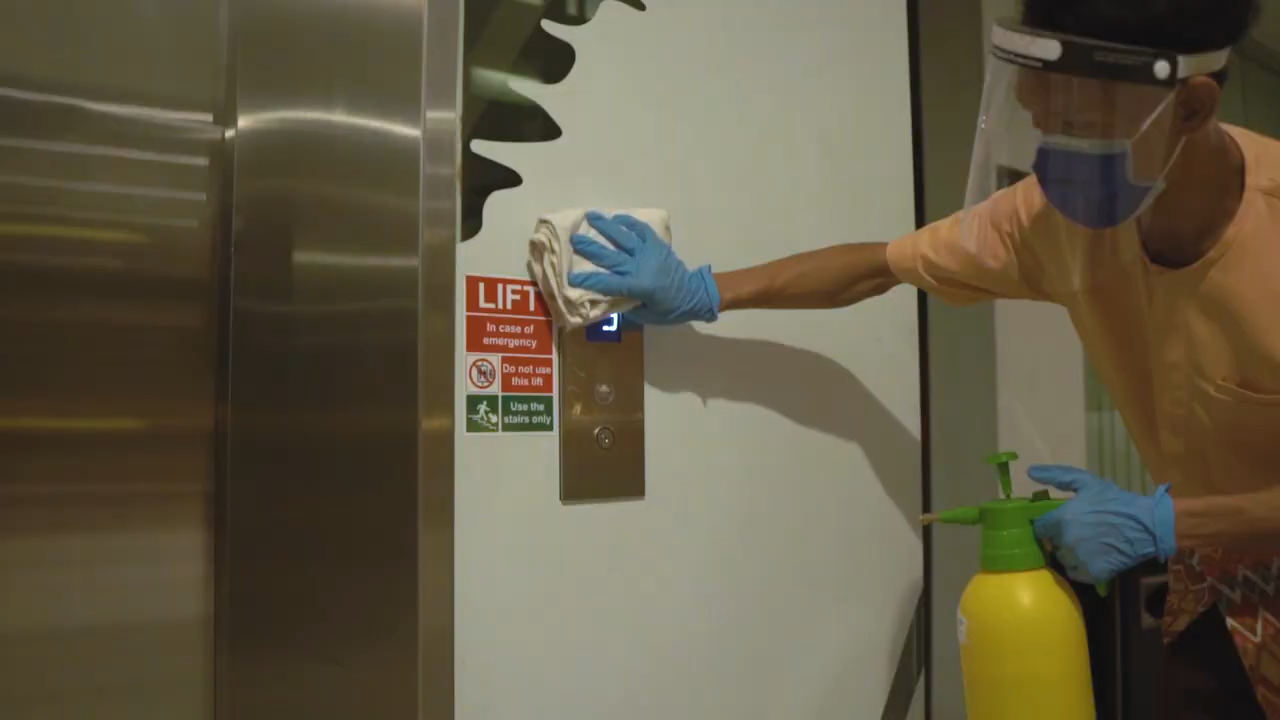 LIFT
In case of
emergency
Do not use
this lift
Use the
stairs only